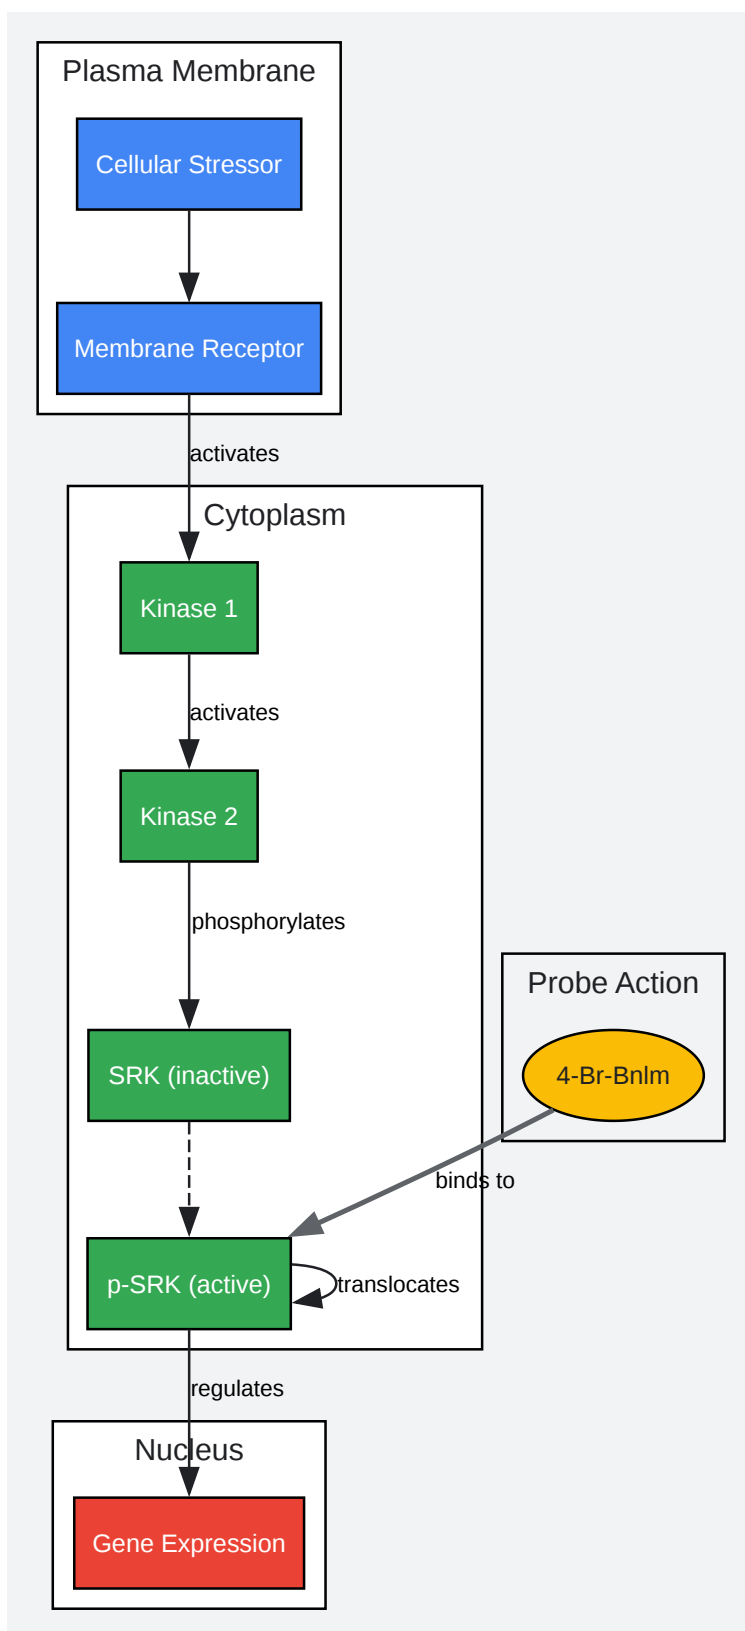 Plasma Membrane
Cellular Stressor
Membrane Receptor
activates
Cytoplasm
Kinase 1
activates
Kinase 2
phosphorylates
Probe Action
SRK (inactive)
4-Br-Bnlm
binds to
p-SRK (active)
translocates
regulates
Nucleus
Gene Expression